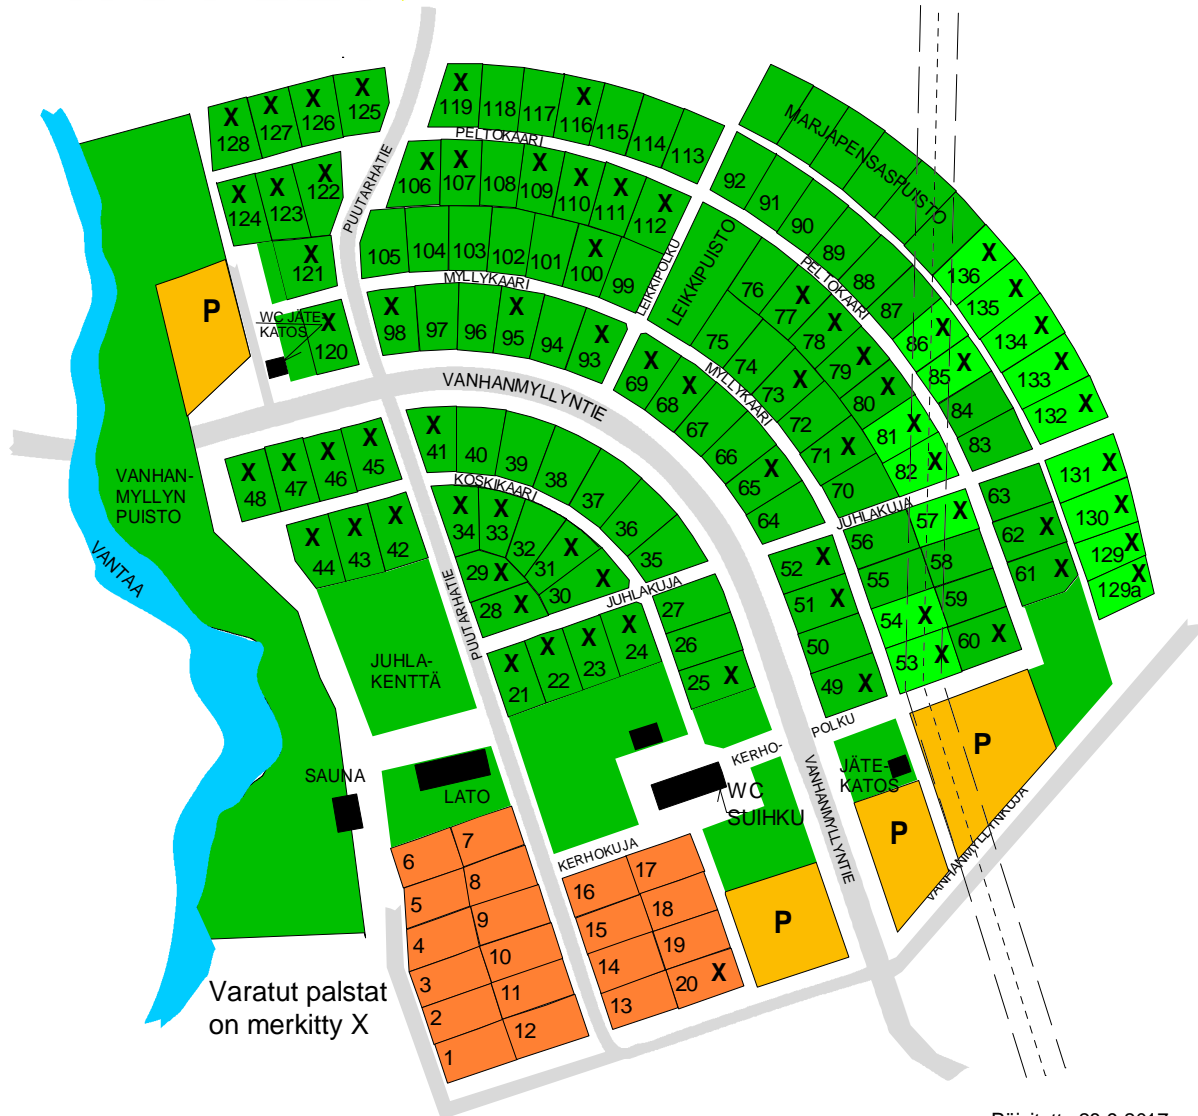 X
119
118
117
X
116
115
114
113
PELTOKAARI
X
128
X
127
X
126
X
125
X
124
X
123
X
122
X
121
PUUTARHATIE
X
106
X
107
108
X
109
X
110
X
111
X
112
105
104
103
102
101
X
100
99
MYLLYKAARI
LEIKKIPOLKU
LEIKKIPUISTO
MARJAPENSASPUISTO
92
91
90
89
88
87
86 X
85 X
84
83
PELTOKAARI
136 X
135 X
134 X
133 X
132 X
P
WC JÄTE-
KATOS
X
120
X
98
97
96
X
95
94
X
93
76
X
77
X
78
X
79
X
80
81 X
82 X
75
74
73 X
72
71 X
70
MYLLYKAARI
X
69
X
68
67
66
X
65
64
VANHANMYLLYNTIE
VANHAN-
MYLLYN
PUISTO
VANTAA
X
48
X
47
X
46
X
45
X
44
X
43
X
42
X
41
40
39
38
37
36
35
KOSKIKAARI
X
34
X
33
32
X
31
X
30
29 X
28 X
PUUTARHATIE
JUHLAKUJA
JUHLAKUJA
131 X
130 X
129 X
129a X
63
62 X
61 X
57 X
56
58
55
59
54 X
60 X
53 X
52 X
51 X
50
49 X
27
26
25 X
X
21
X
22
X
23
X
24
JUHLA-
KENTTÄ
SAUNA
LATO
KERHO-
POLKU
WC
SUIHKU
JÄTE-
KATOS
P
P
P
VANHANMYLLYNTIE
VANHANMYLLYNKUJA
KERHOKUJA
6
7
5
8
4
9
3
10
2
11
1
12
16
17
15
18
14
19
13
20 X
Varatut palstat
on merkitty X